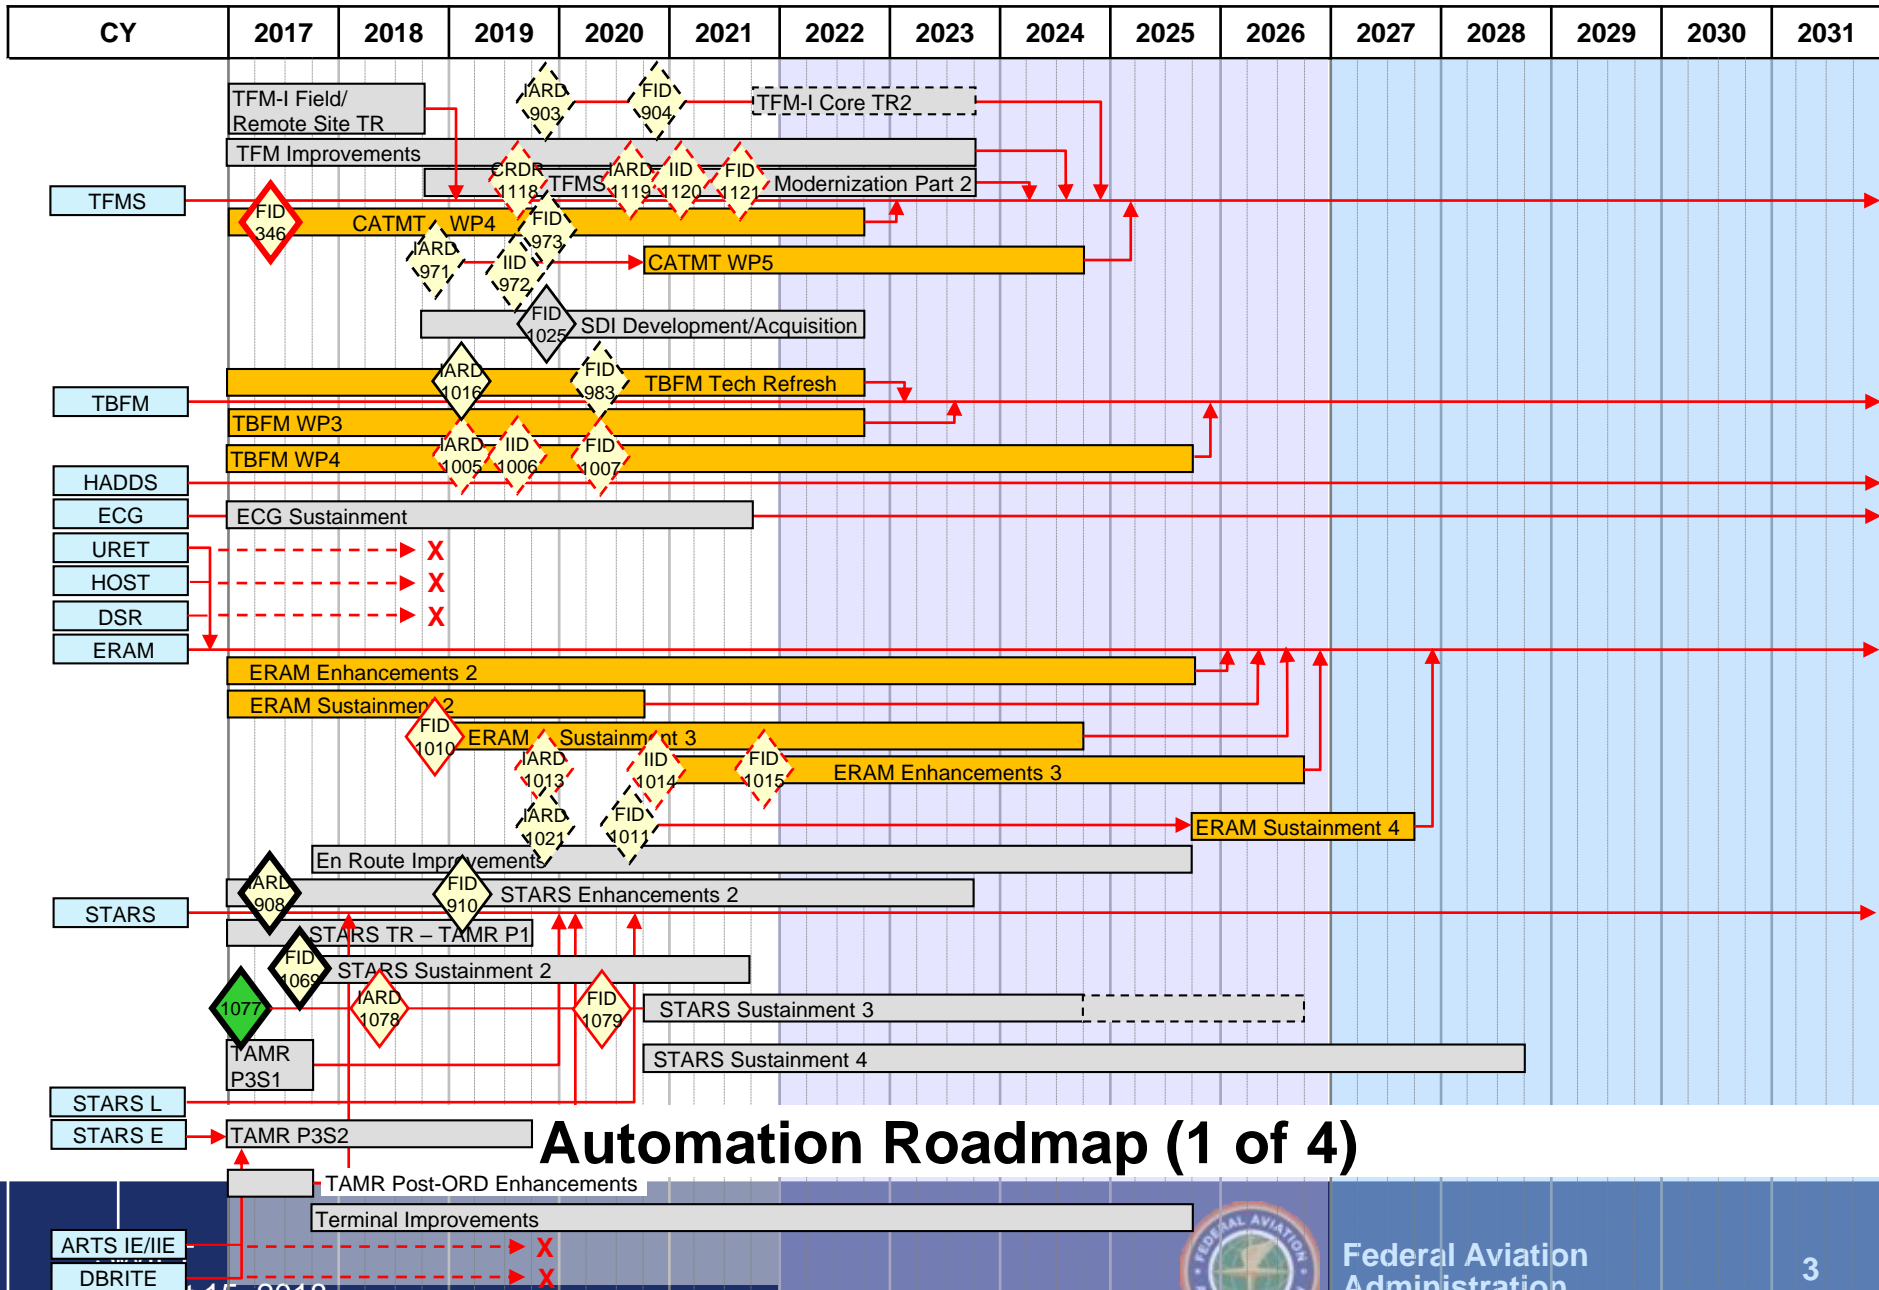 CY 2017 2018 2019 2020 2021 2022 2023 2024 2025 2026 2027 2028 2029 2030 2031
TFM-I Field/
Remote Site TR
IARD
903
FID
904
TFM-I Core TR2
TFM Improvements
CRDR
1118
TFMS
IARD
1119
IID
1120
FID
1121
Modernization Part 2
TFMS
FID
346
CATMT WP4
FID
973
IARD
971
IID
972
CATMT WP5
FID
1025
SDI Development/Acquisition
IARD
1016
FID
983
TBFM Tech Refresh
TBFM
TBFM WP3
TBFM WP4
IARD
1005
IID
1006
FID
1007
HADDS
ECG
ECG Sustainment
URET
X
HOST
X
DSR
X
ERAM
ERAM Enhancements 2
ERAM Sustainment 2
FID
1010
ERAM Sustainment 3
IARD
1013
IID
1014
FID
1015
ERAM Enhancements 3
IARD
1021
FID
1011
ERAM Sustainment 4
En Route Improvements
IARD
908
FID
910
STARS Enhancements 2
STARS
STARS TR – TAMR P1
FID
1069
STARS Sustainment 2
1077
IARD
1078
FID
1079
STARS Sustainment 3
TAMR
P3S1
STARS Sustainment 4
STARS L
STARS E
TAMR P3S2
Automation Roadmap (1 of 4)
TAMR Post-ORD Enhancements
Terminal Improvements
ARTS IE/IIE
X
DBRITE
X
FEDERAL AVIATION
Federal Aviation
Administration
3
2018